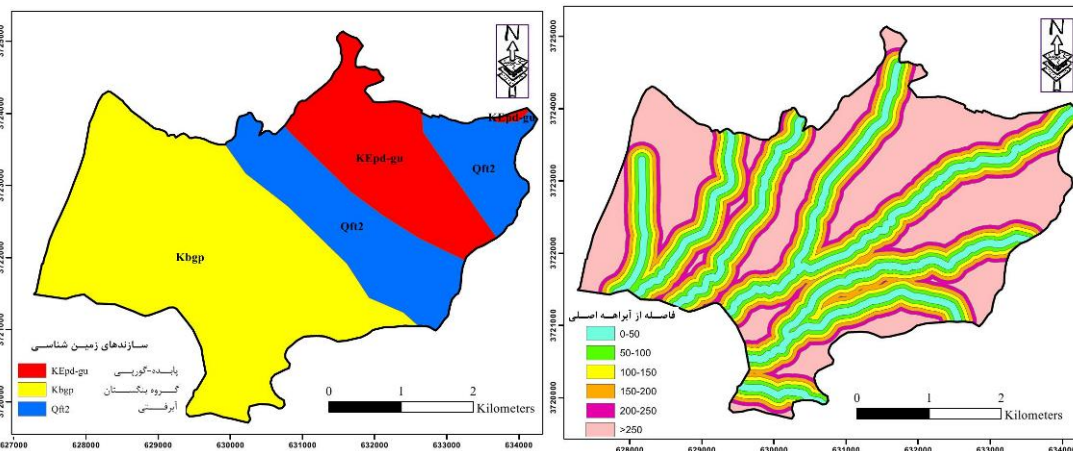 3725000
3724000
3723000
3722000
3721000
3720000
N
KEpd-gu
KEpd-gu
Qft2
Qft2
Kbgp
سازندهای زمین شناسی
KEpd-gu پابده-گورپی
Kbgp گروه بنگستان
Qft2 آبرفتی
0 1 2
Kilometers
627000 628000 629000 630000 631000 632000 633000 634000
3725000
3724000
3723000
3722000
3721000
3720000
N
فاصله از آبراهه اصلی
0-50
50-100
100-150
150-200
200-250
>250
0 1 2
Kilometers
628000 629000 630000 631000 632000 633000